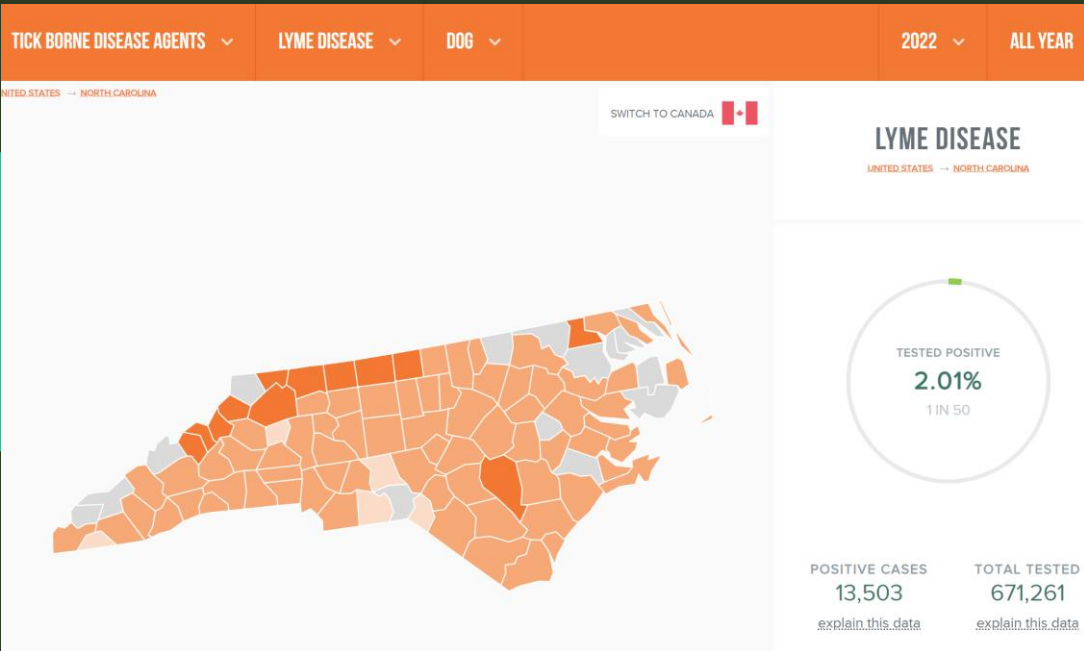 TICK BORNE DISEASE AGENTS LYME DISEASE DOG 2022 ALL YEAR
NITED STATES → NORTH CAROLINA
SWITCH TO CANADA
LYME DISEASE
UNITED STATES → NORTH CAROLINA
TESTED POSITIVE
2.01%
1 IN 50
POSITIVE CASES TOTAL TESTED
13,503 671,261
explain this data explain this data